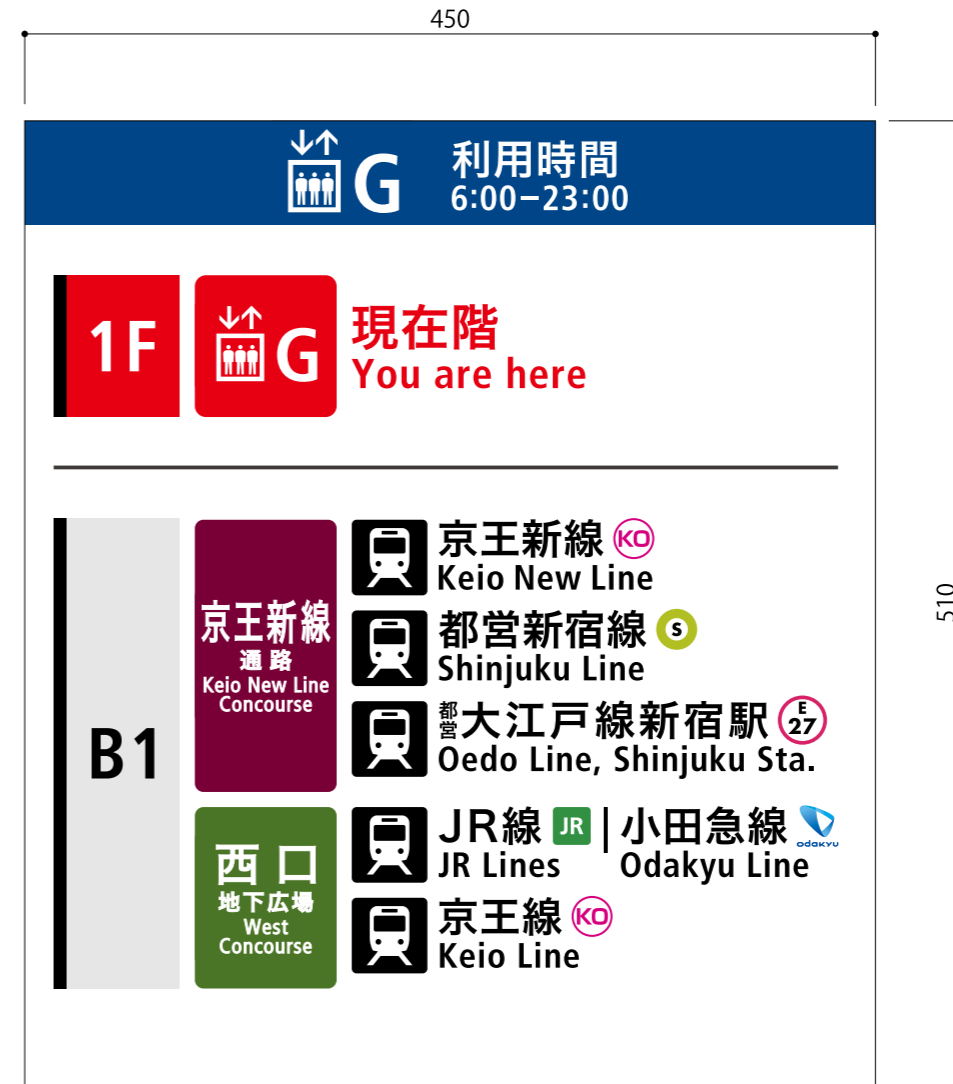 450
G 利用時間
6:00−23:00
1F
G
現在階
You are here
510
B1
京王新線
通路
Keio New Line
Concourse
京王新線 KO
Keio New Line
都営新宿線 S
Shinjuku Line
都営大江戸線新宿駅 E 27
Oedo Line, Shinjuku Sta.
西口
地下広場
West
Concourse
JR線 JR | 小田急線 odakyu
JR Lines Odakyu Line
京王線 KO
Keio Line